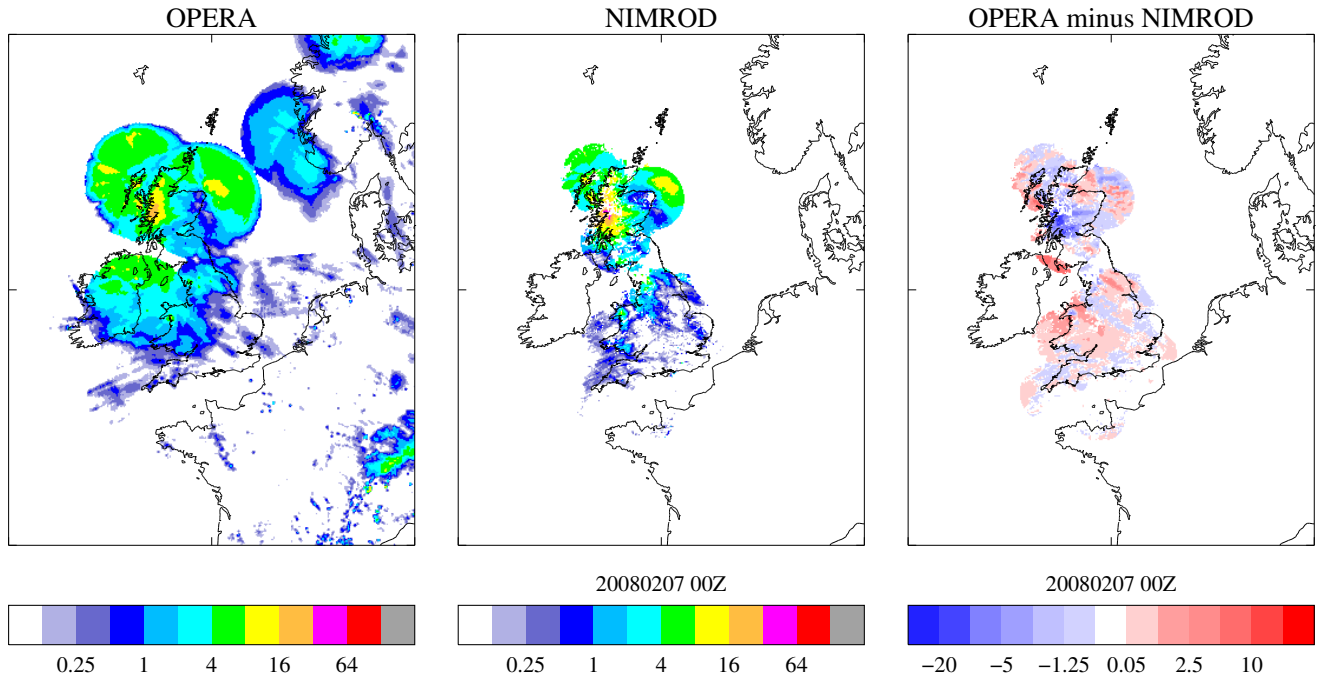 OPERA NIMROD OPERA minus NIMROD
20080207 00Z 20080207 00Z
0.25 1 4 16 64 0.25 1 4 16 64 −20 −5 −1.25 0.05 2.5 10